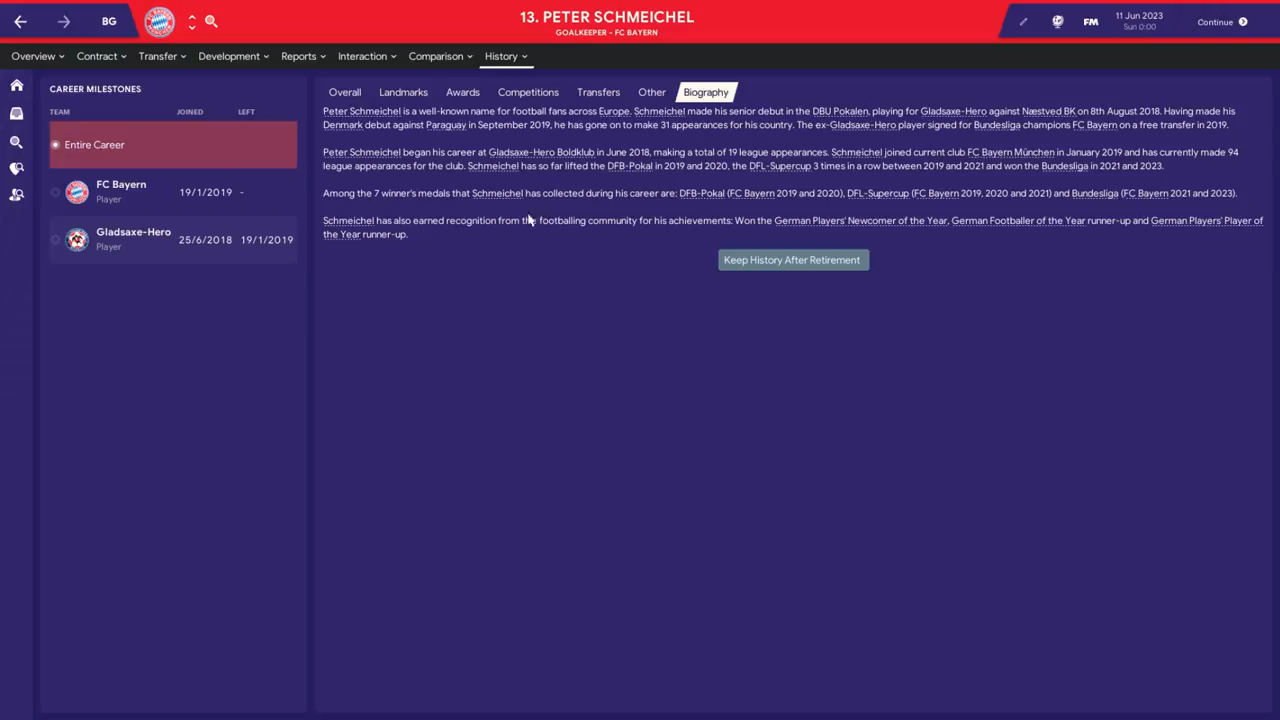 BG
13. PETER SCHMEICHEL
GOALKEEPER - FC BAYERN
FM
11 Jun 2023
Sun 0:00
Continue
Overview
Contract
Transfer
Development
Reports
Interaction
Comparison
History
CAREER MILESTONES
TEAM JOINED LEFT
Entire Career
FC Bayern
Player
19/1/2019 -
Gladsaxe-Hero
Player
25/6/2018 19/1/2019
Overall Landmarks Awards Competitions Transfers Other Biography
Peter Schmeichel is a well-known name for football fans across Europe. Schmeichel made his senior debut in the DBU Pokalen, playing for Gladsaxe-Hero against Næstved BK on 8th August 2018. Having made his
Denmark debut against Paraguay in September 2019, he has gone on to make 31 appearances for his country. The ex-Gladsaxe-Hero player signed for Bundesliga champions FC Bayern on a free transfer in 2019.
Peter Schmeichel began his career at Gladsaxe-Hero Boldklub in June 2018, making a total of 19 league appearances. Schmeichel joined current club FC Bayern München in January 2019 and has currently made 94
league appearances for the club. Schmeichel has so far lifted the DFB-Pokal in 2019 and 2020, the DFL-Supercup 3 times in a row between 2019 and 2021 and won the Bundesliga in 2021 and 2023.
Among the 7 winner's medals that Schmeichel has collected during his career are: DFB-Pokal (FC Bayern 2019 and 2020), DFL-Supercup (FC Bayern 2019, 2020 and 2021) and Bundesliga (FC Bayern 2021 and 2023).
Schmeichel has also earned recognition from the footballing community for his achievements: Won the German Players' Newcomer of the Year, German Footballer of the Year runner-up and German Players' Player of
the Year runner-up.
Keep History After Retirement